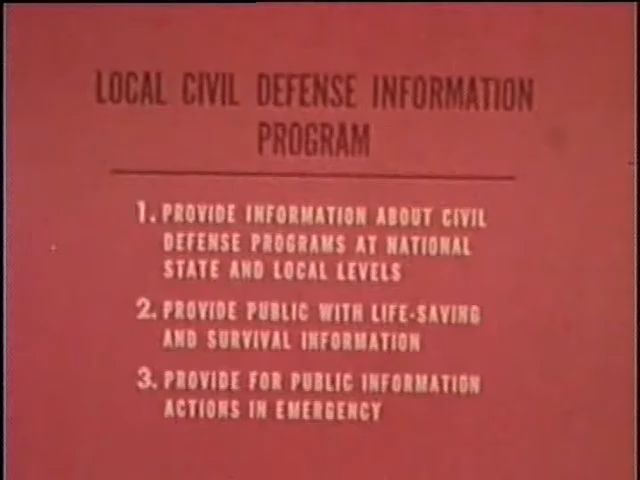 LOCAL CIVIL DEFENSE INFORMATION
PROGRAM
1. PROVIDE INFORMATION ABOUT CIVIL
DEFENSE PROGRAMS AT NATIONAL
STATE AND LOCAL LEVELS
2. PROVIDE PUBLIC WITH LIFE-SAVING
AND SURVIVAL INFORMATION
3. PROVIDE FOR PUBLIC INFORMATION
ACTIONS IN EMERGENCY